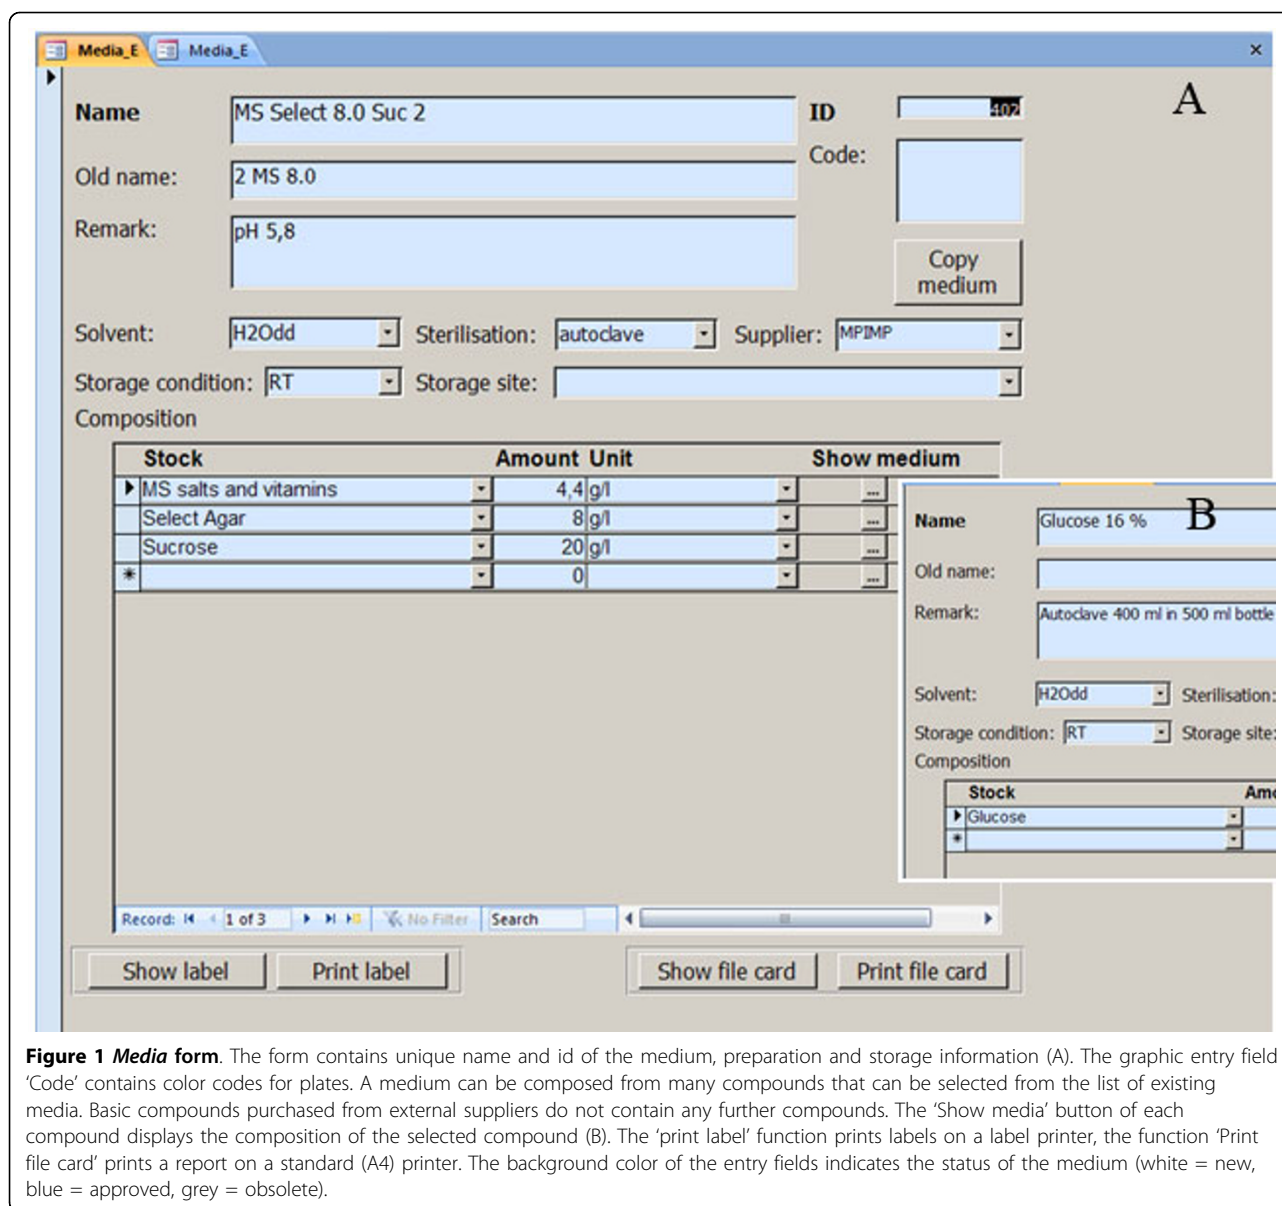 Media_E Media_E
A
Name MS Select 8.0 Suc 2 ID 402
Code:
Old name: 2 MS 8.0
Remark: pH 5,8
Copy
medium
Solvent: H2Odd Sterilisation: autoclave Supplier: MPIMP
Storage condition: RT Storage site:
Composition
Stock Amount Unit Show medium
MS salts and vitamins 4,4 g/l ...
Select Agar 8 g/l ...
Sucrose 20 g/l ...
* 0 ...
B
Name Glucose 16 %
Old name:
Remark: Autoclave 400 ml in 500 ml bottle
Solvent: H2Odd Sterilisation:
Storage condition: RT Storage site:
Composition
Stock Amo
Glucose
*
Record: 1 of 3 No Filter Search
Show label Print label Show file card Print file card
Figure 1 Media form. The form contains unique name and id of the medium, preparation and storage information (A). The graphic entry field
‘Code’ contains color codes for plates. A medium can be composed from many compounds that can be selected from the list of existing
media. Basic compounds purchased from external suppliers do not contain any further compounds. The ‘Show media’ button of each
compound displays the composition of the selected compound (B). The ‘print label’ function prints labels on a label printer, the function ‘Print
file card’ prints a report on a standard (A4) printer. The background color of the entry fields indicates the status of the medium (white = new,
blue = approved, grey = obsolete).